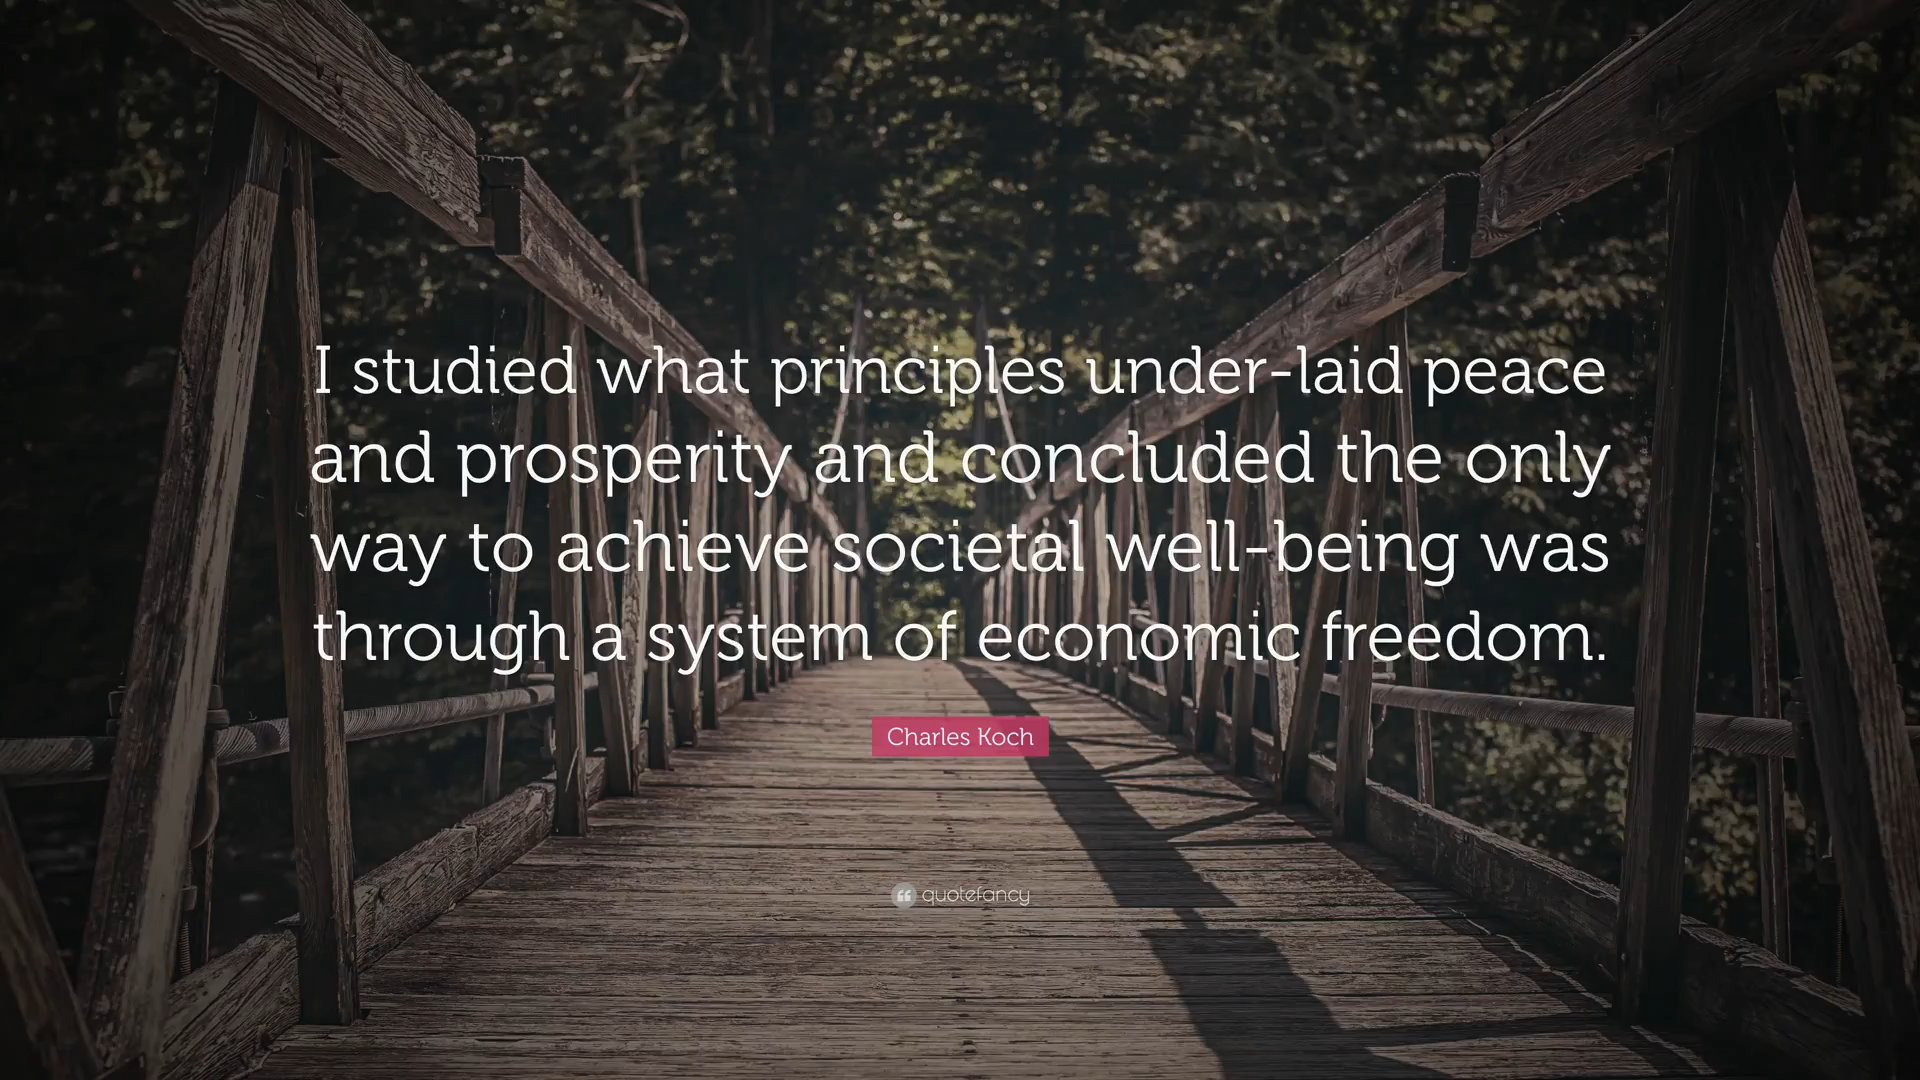 I studied what principles under-laid peace
and prosperity and concluded the only
way to achieve societal well-being was
through a system of economic freedom.
Charles Koch
quotefancy